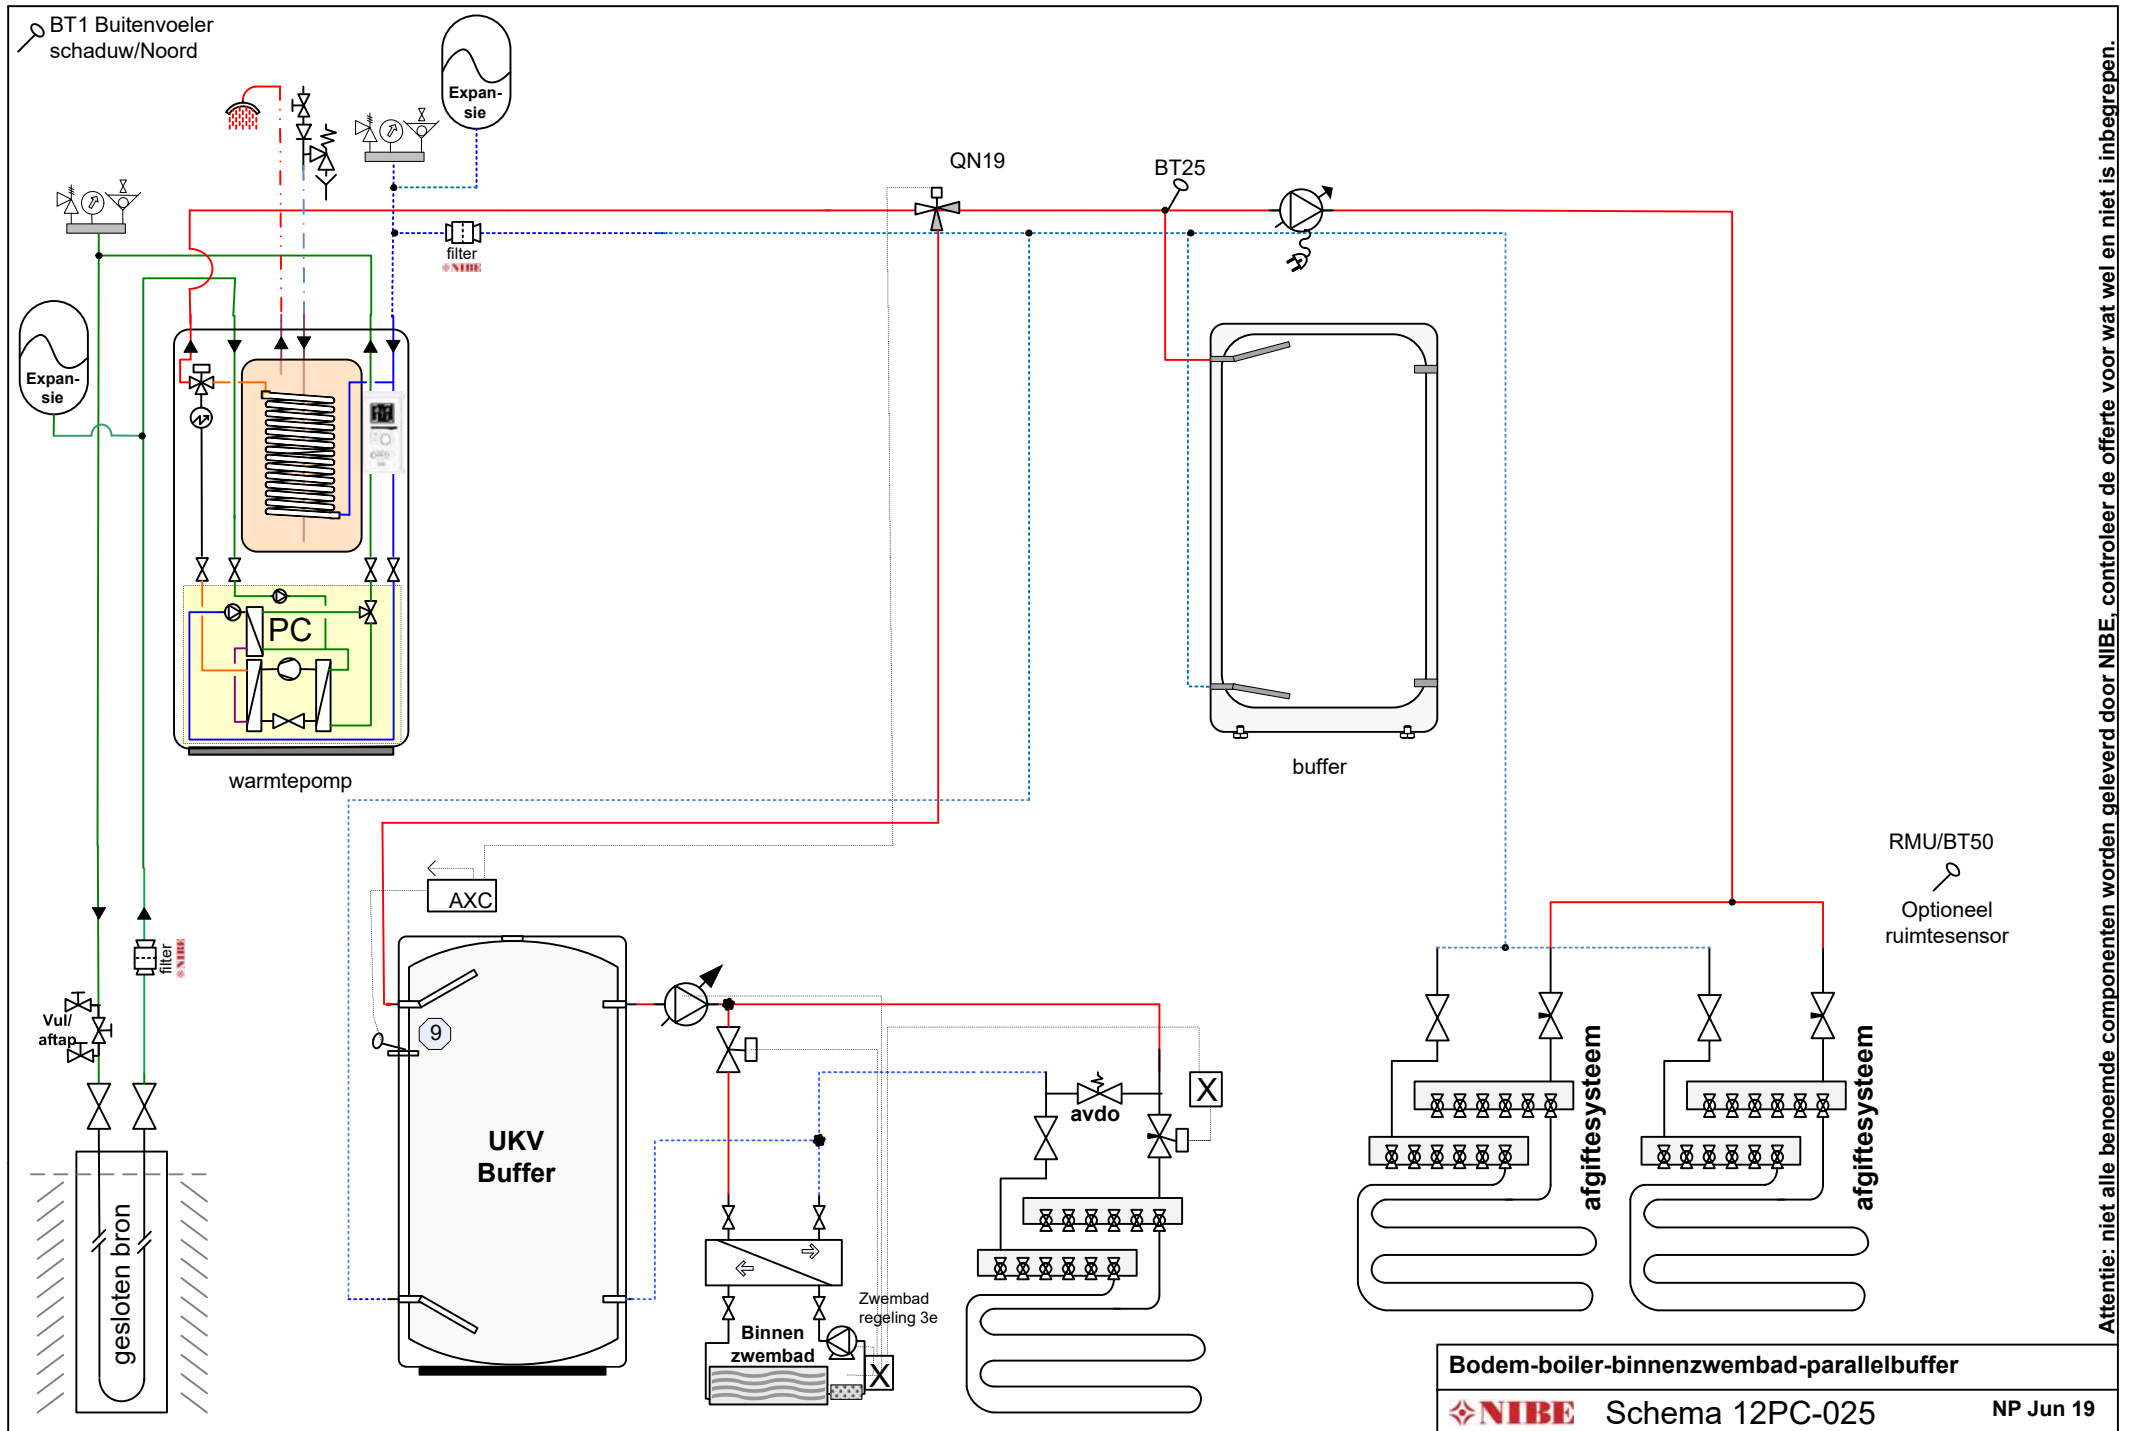 BT1 Buitenvoeler
schaduw/Noord
Expan-
sie
QN19
BT25
filter
NIBE
Expan-
sie
PC
warmtepomp
buffer
AXC
9
UKV
Buffer
filter
NIBE
Vul/
aftap
gesloten bron
avdo
X
Zwembad
regeling 3e
Binnen
zwembad
X
RMU/BT50
Optioneel
ruimtesensor
afgiftesysteem
afgiftesysteem
Attentie: niet alle benoemde componenten worden geleverd door NIBE, controleer de offerte voor wat wel en niet is inbegrepen.
Bodem-boiler-binnenzwembad-parallelbuffer
NIBE Schema 12PC-025 NP Jun 19